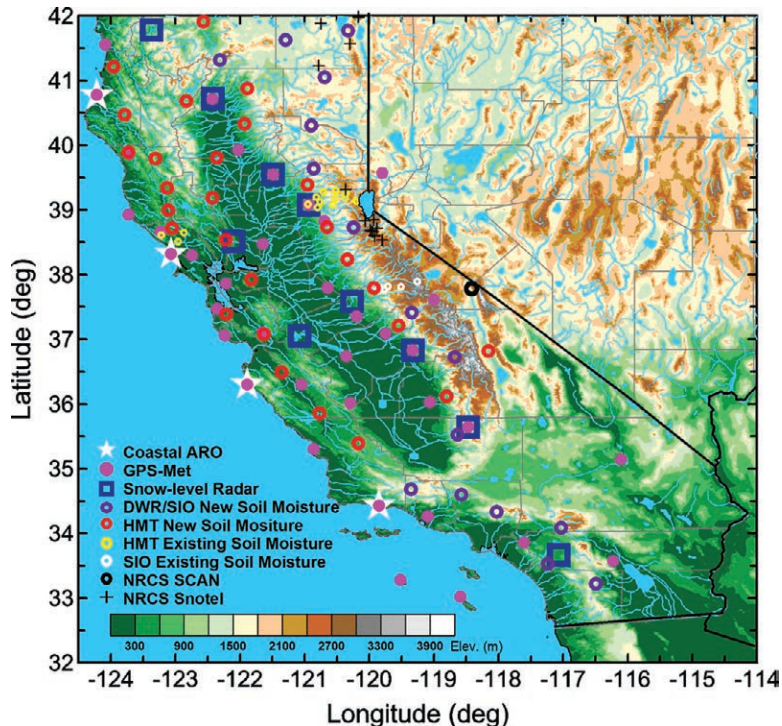 42
41
40
39
38
37
36
35
34
33
32
Latitude (deg)
Coastal ARO
GPS-Met
Snow-level Radar
DWR/SIO New Soil Moisture
HMT New Soil Mositure
HMT Existing Soil Moisture
SIO Existing Soil Moisture
NRCS SCAN
NRCS Snotel
300 900 1500 2100 2700 3300 3900 Elev. (m)
-124 -123 -122 -121 -120 -119 -118 -117 -116 -115 -114
Longitude (deg)